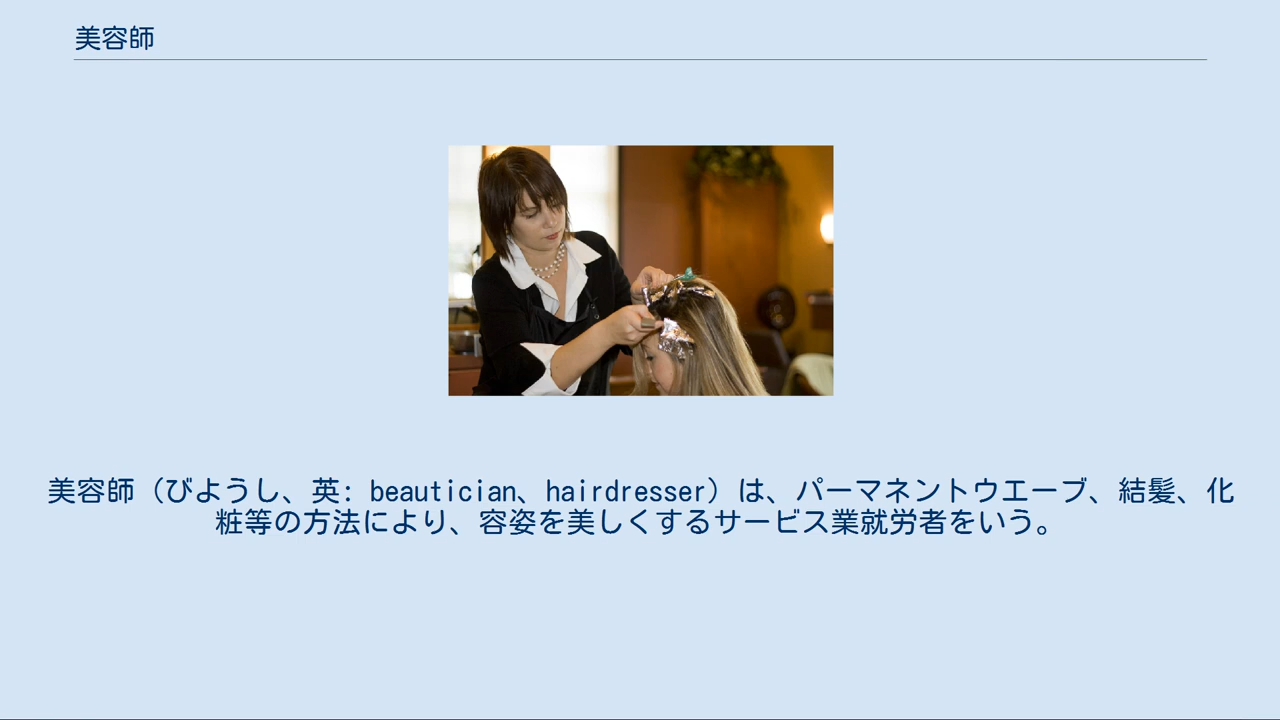 美容師
美容師（びようし、英: beautician、hairdresser）は、パーマネントウエーブ、結髪、化
粧等の方法により、容姿を美しくするサービス業就労者をいう。